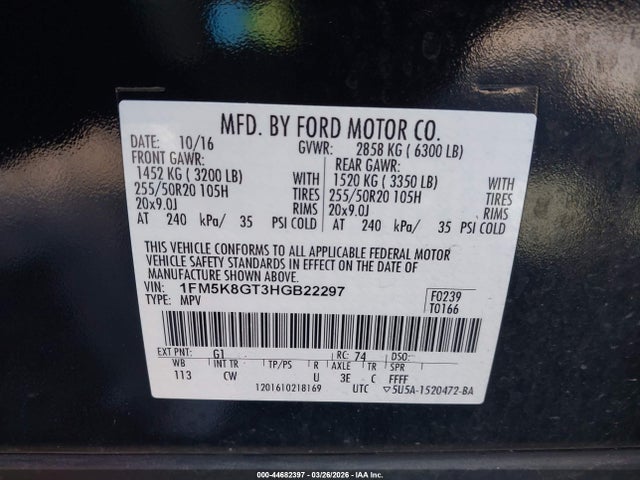 MFD. BY FORD MOTOR CO.
DATE: 10/16 GVWR: 2858 KG ( 6300 LB)
FRONT GAWR: REAR GAWR:
1452 KG ( 3200 LB) WITH 1520 KG ( 3350 LB) WITH
255/50R20 105H TIRES 255/50R20 105H TIRES
20x9.0J RIMS 20x9.0J RIMS
AT 240 kPa/ 35 PSI COLD AT 240 kPa/ 35 PSI COLD
THIS VEHICLE CONFORMS TO ALL APPLICABLE FEDERAL MOTOR
VEHICLE SAFETY STANDARDS IN EFFECT ON THE DATE OF
MANUFACTURE SHOWN ABOVE.
VIN: 1FM5K8GT3HGB22297 F0239
TYPE: MPV T0166
EXT PNT: G1 RC: 74 DSO:
WB INT TR TP/PS R AXLE TR SPR
113 CW U 3E C FFFF
1201610218169 UTC ▽5U5A-1520472-BA
000-44682397 | 03/26/2026 | IAA Inc.